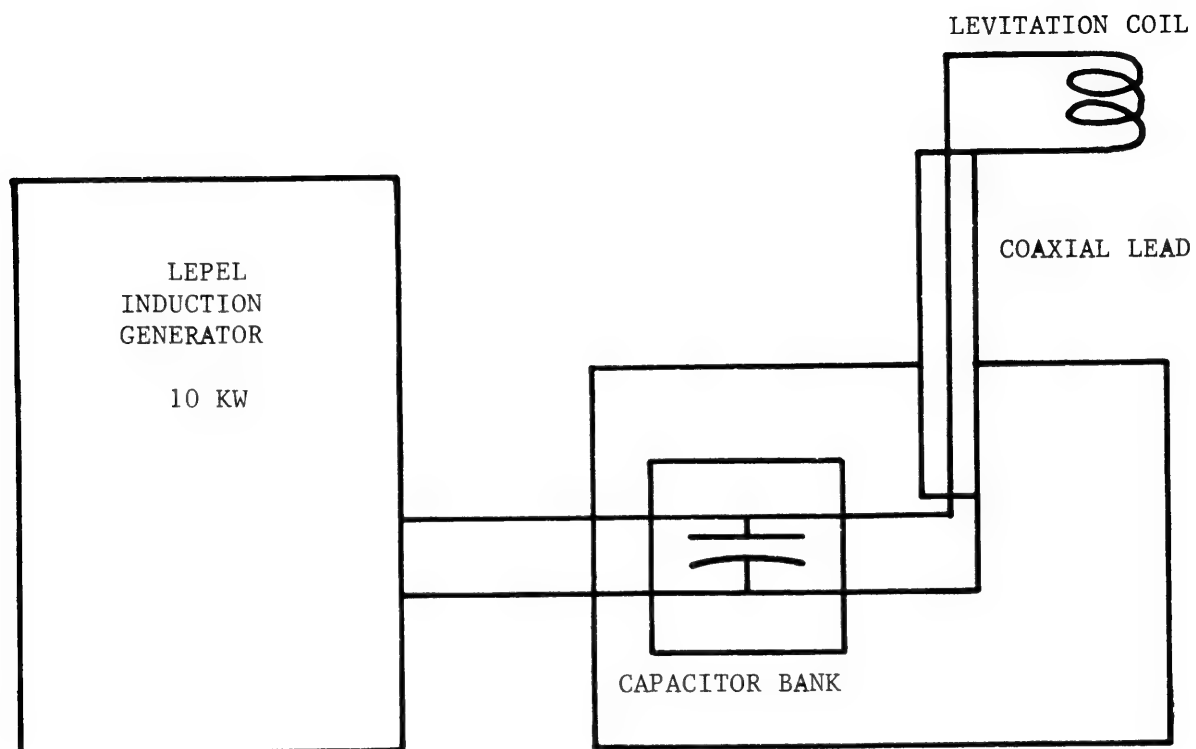 LEVITATION COIL
COAXIAL LEAD
LEPEL
INDUCTION
GENERATOR
10 KW
CAPACITOR BANK